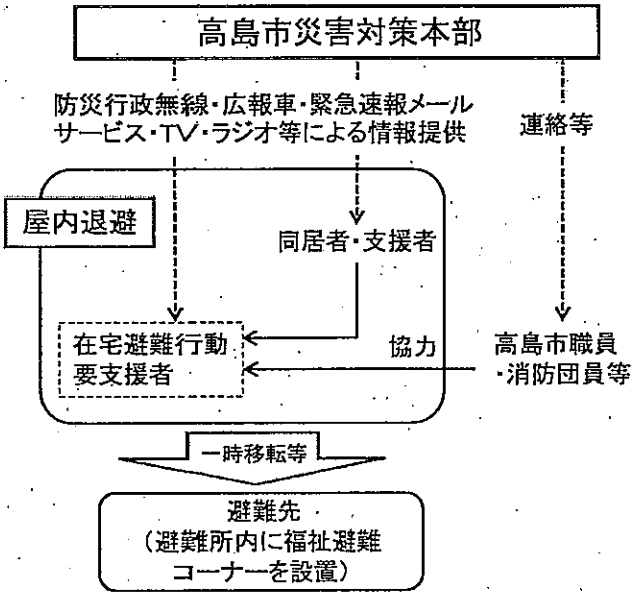 高島市災害対策本部
防災行政無線・広報車・緊急速報メール
サービス・TV・ラジオ等による情報提供
連絡等
屋内退避
同居者・支援者
在宅避難行動
要支援者
協力
高島市職員
・消防団員等
一時移転等
避難先
（避難所内に福祉避難
コーナーを設置）